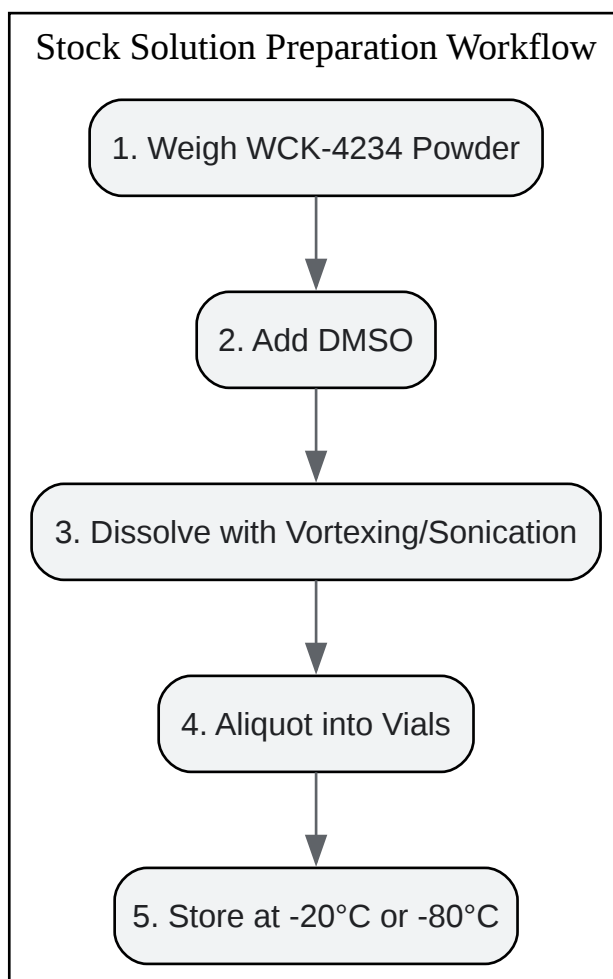 Stock Solution Preparation Workflow
1. Weigh WCK-4234 Powder
2. Add DMSO
3. Dissolve with Vortexing/Sonication
4. Aliquot into Vials
5. Store at -20°C or -80°C